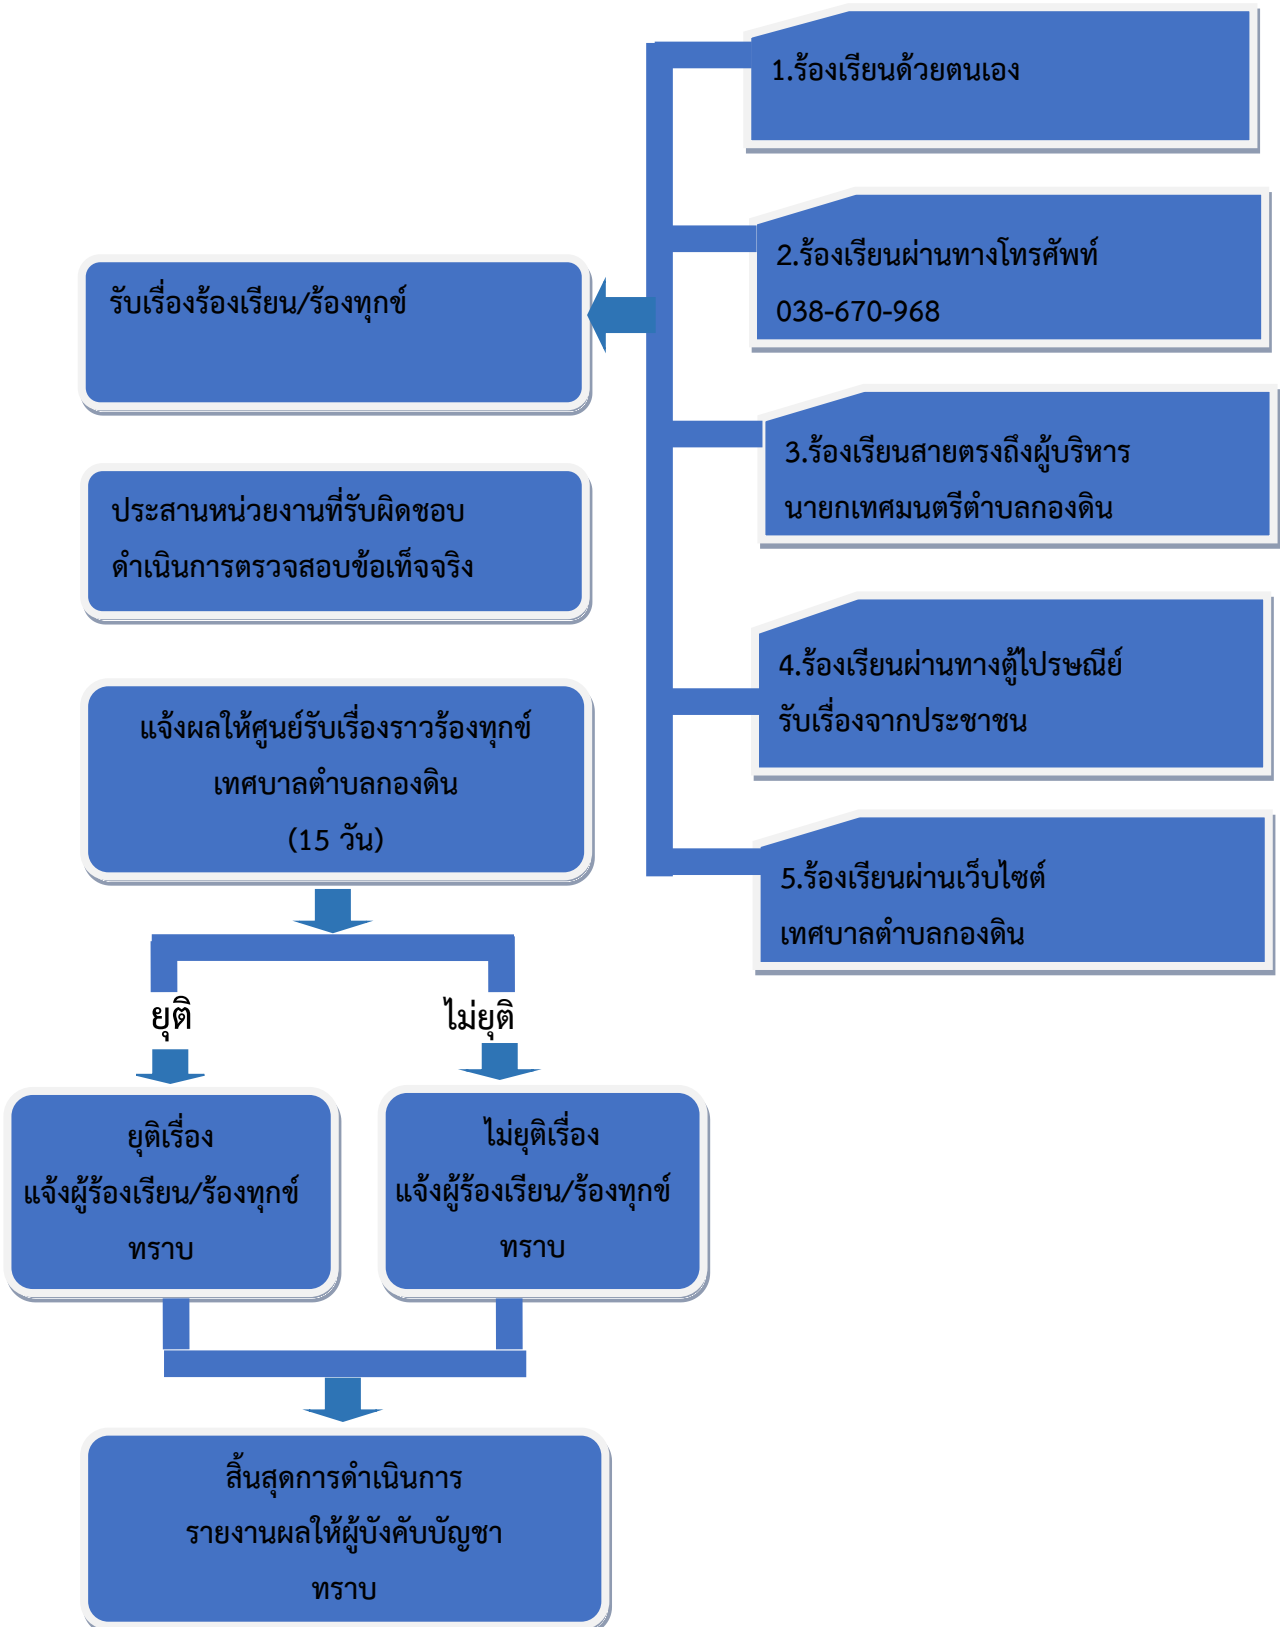 1.ร้องเรียนด้วยตนเอง
2.ร้องเรียนผ่านทางโทรศัพท์
038-670-968
3.ร้องเรียนสายตรงถึงผู้บริหาร
นายกเทศมนตรีตำบลกองดิน
4.ร้องเรียนผ่านทางตู้ไปรษณีย์
รับเรื่องจากประชาชน
5.ร้องเรียนผ่านเว็บไซต์
เทศบาลตำบลกองดิน
รับเรื่องร้องเรียน/ร้องทุกข์
ประสานหน่วยงานที่รับผิดชอบ
ดำเนินการตรวจสอบข้อเท็จจริง
แจ้งผลให้ศูนย์รับเรื่องราวร้องทุกข์
เทศบาลตำบลกองดิน
(15 วัน)
ยุติ
ไม่ยุติ
ยุติเรื่อง
แจ้งผู้ร้องเรียน/ร้องทุกข์
ทราบ
ไม่ยุติเรื่อง
แจ้งผู้ร้องเรียน/ร้องทุกข์
ทราบ
สิ้นสุดการดำเนินการ
รายงานผลให้ผู้บังคับบัญชา
ทราบ